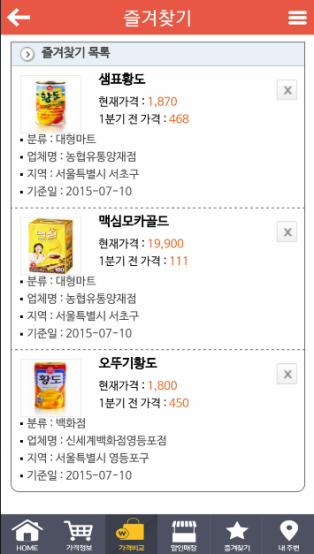 즐겨찾기
즐겨찾기 목록
샘표황도
현재가격 : 1,870
1분기 전 가격 : 468
x
황도
▪ 분류 : 대형마트
▪ 업체명 : 농협유통양재점
▪ 지역 : 서울특별시 서초구
▪ 기준일 : 2015-07-10
맥심모카골드
현재가격 : 19,900
1분기 전 가격 : 111
x
맥심
▪ 분류 : 대형마트
▪ 업체명 : 농협유통양재점
▪ 지역 : 서울특별시 서초구
▪ 기준일 : 2015-07-10
오뚜기황도
현재가격 : 1,800
1분기 전 가격 : 450
x
황도
▪ 분류 : 백화점
▪ 업체명 : 신세계백화점영등포점
▪ 지역 : 서울특별시 영등포구
▪ 기준일 : 2015-07-10
HOME 가격정보 가격비교 할인매장 즐겨찾기 내 주변